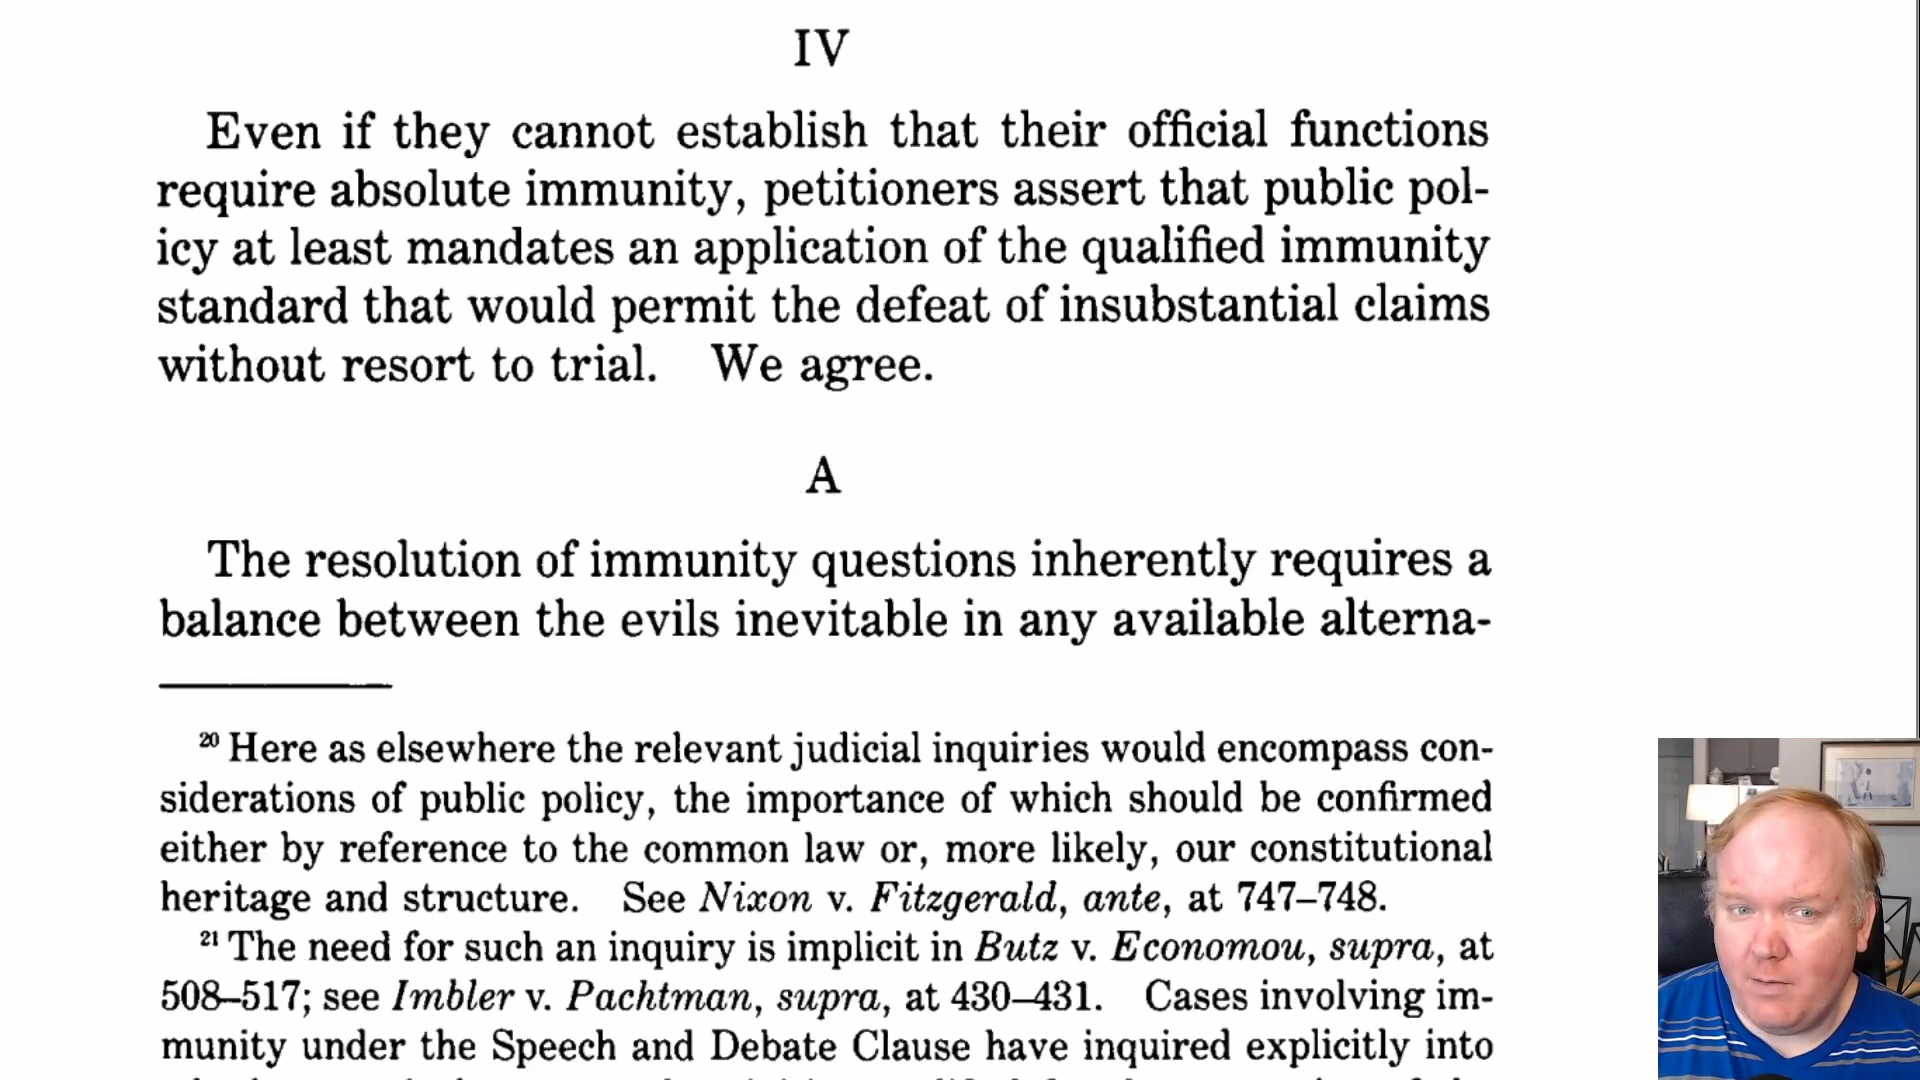 IV
Even if they cannot establish that their official functions
require absolute immunity, petitioners assert that public pol-
icy at least mandates an application of the qualified immunity
standard that would permit the defeat of insubstantial claims
without resort to trial. We agree.
A
The resolution of immunity questions inherently requires a
balance between the evils inevitable in any available alterna-
20 Here as elsewhere the relevant judicial inquiries would encompass con-
siderations of public policy, the importance of which should be confirmed
either by reference to the common law or, more likely, our constitutional
heritage and structure. See Nixon v. Fitzgerald, ante, at 747–748.
21 The need for such an inquiry is implicit in Butz v. Economou, supra, at
508–517; see Imbler v. Pachtman, supra, at 430–431. Cases involving im-
munity under the Speech and Debate Clause have inquired explicitly into